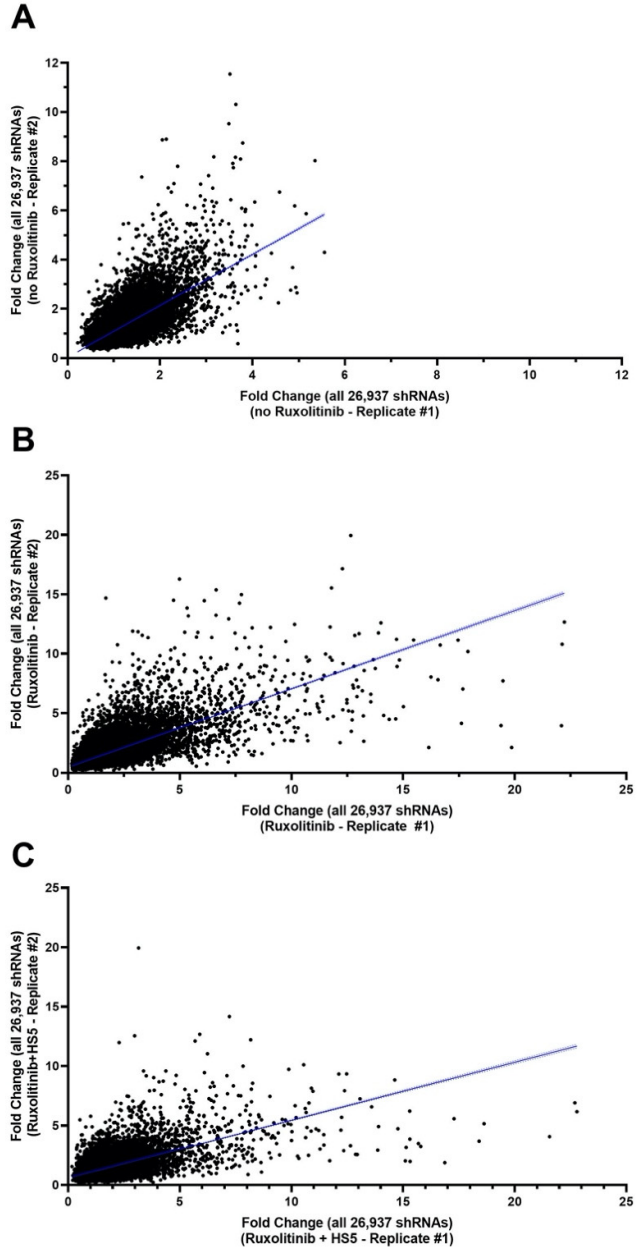 A
12
10
8
6
4
2
0
Fold Change (all 26,937 shRNAs)
(no Ruxolitinib - Replicate #2)
0 2 4 6 8 10 12
Fold Change (all 26,937 shRNAs)
(no Ruxolitinib - Replicate #1)
B
25
20
15
10
5
0
Fold Change (all 26,937 shRNAs)
(Ruxolitinib - Replicate #2)
0 5 10 15 20 25
Fold Change (all 26,937 shRNAs)
(Ruxolitinib - Replicate #1)
C
25
20
15
10
5
0
Fold Change (all 26,937 shRNAs)
(Ruxolitinib+HS5 - Replicate #2)
0 5 10 15 20 25
Fold Change (all 26,937 shRNAs)
(Ruxolitinib + HS5 - Replicate #1)